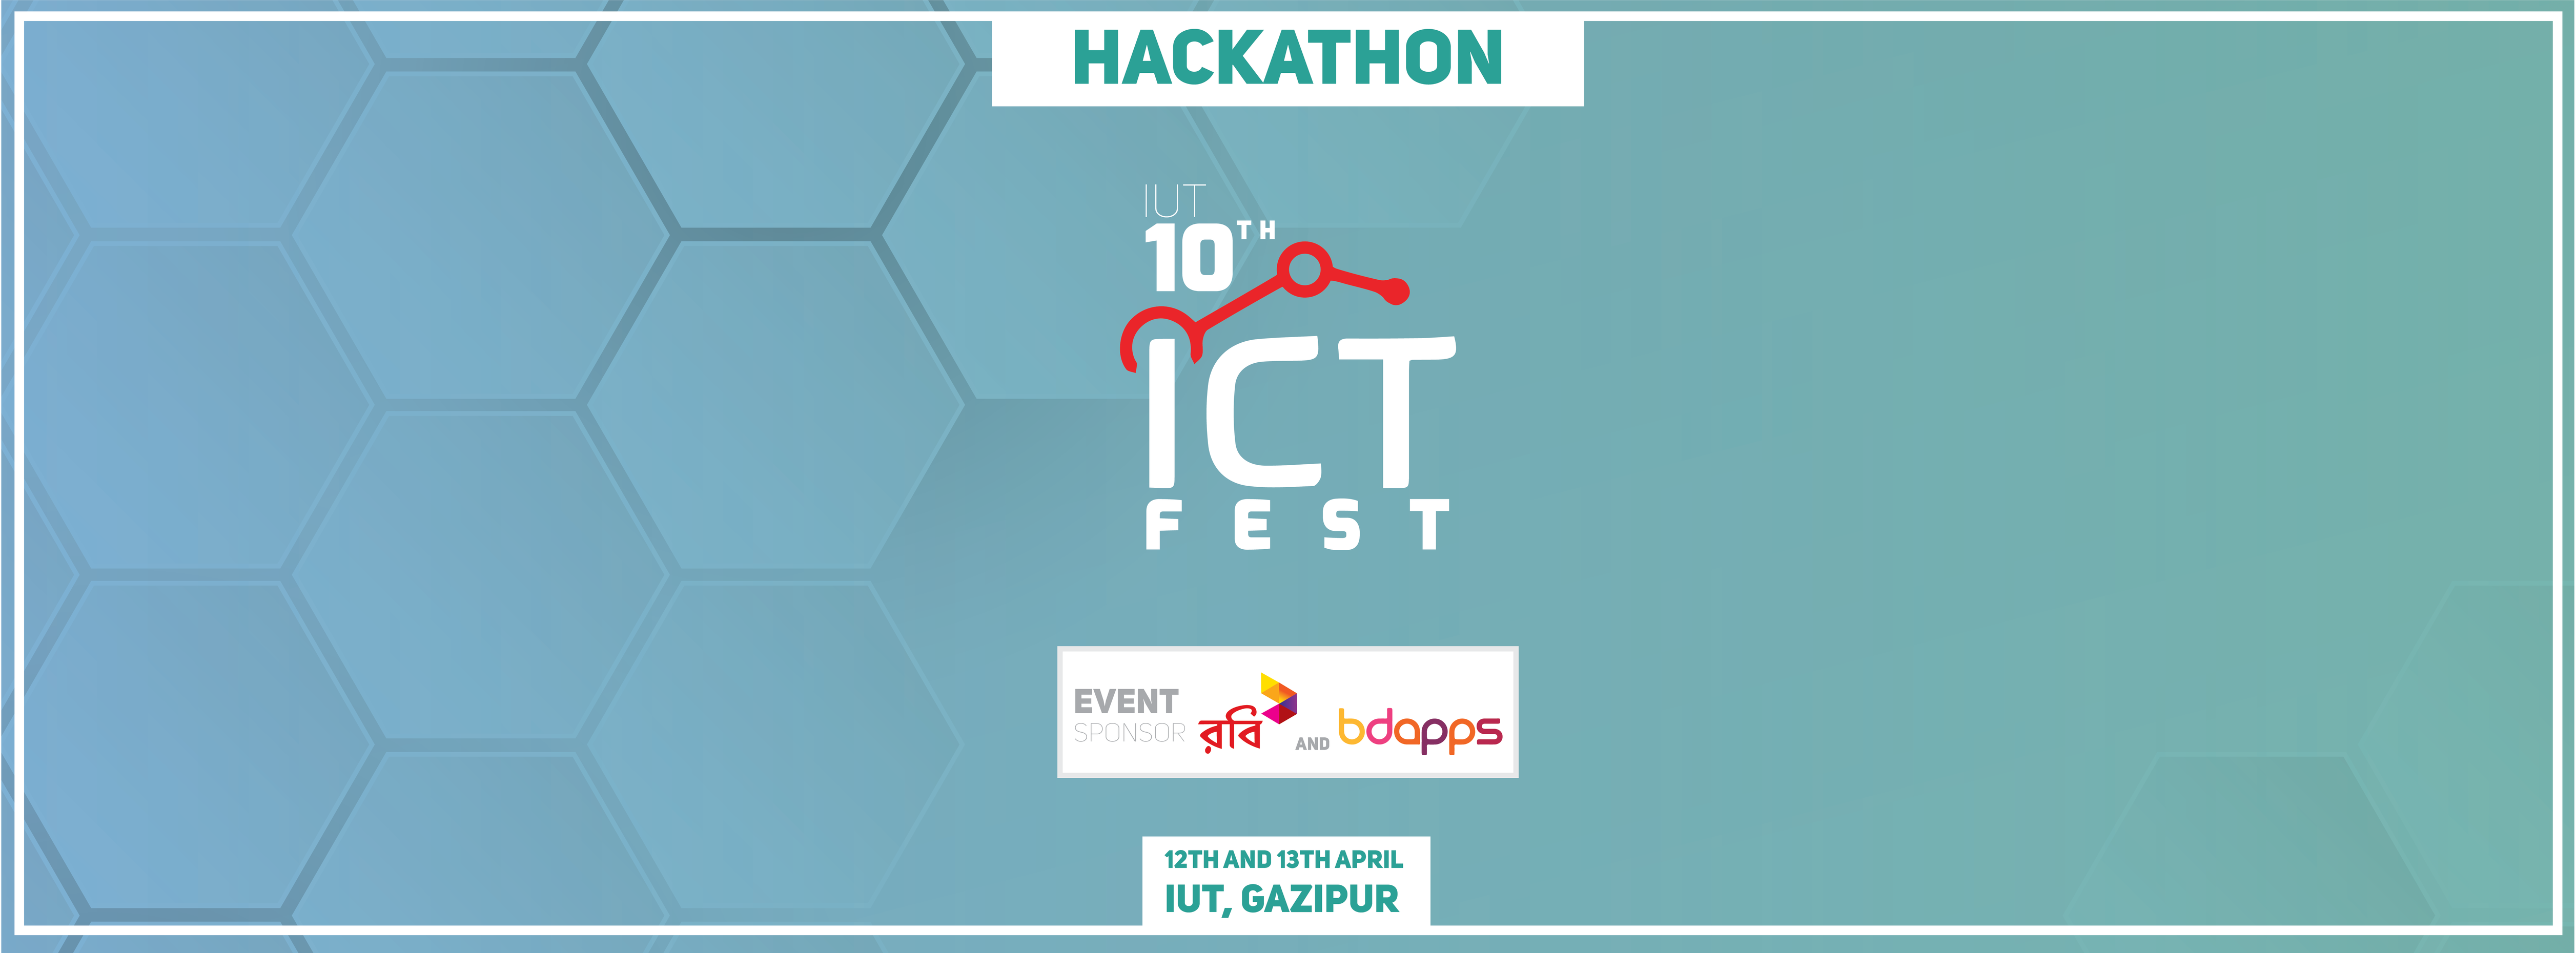 HACKATHON
IUT
10TH
ICT
FEST
EVENT
SPONSOR
রবি AND bdapps
12TH AND 13TH APRIL
IUT, GAZIPUR